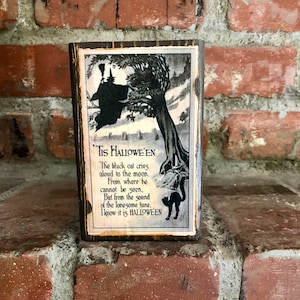 'TIS HALLOWE'EN
The black cat cries
aloud to the moon,
From where he
cannot be seen,
But from the sound
of the lonesome tune,
I know it is HALLOWEEN